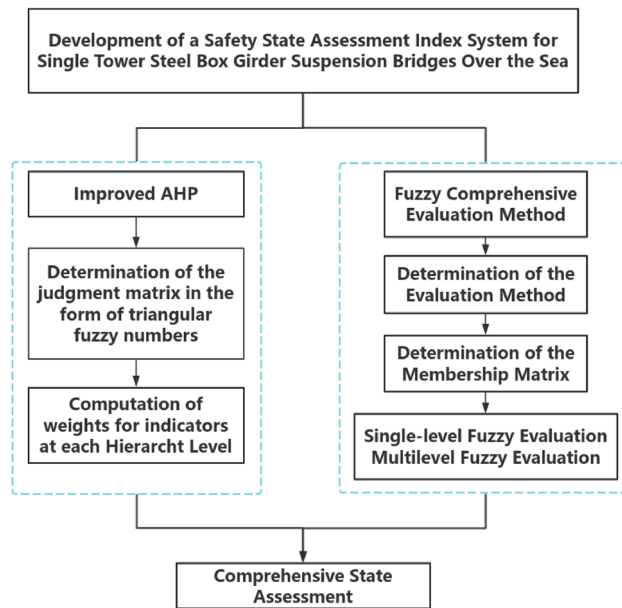 Development of a Safety State Assessment Index System for
Single Tower Steel Box Girder Suspension Bridges Over the Sea
Improved AHP
Determination of the
judgment matrix in the
form of triangular
fuzzy numbers
Computation of
weights for indicators
at each Hierarcht Level
Fuzzy Comprehensive
Evaluation Method
Determination of the
Evaluation Method
Determination of the
Membership Matrix
Single-level Fuzzy Evaluation
Multilevel Fuzzy Evaluation
Comprehensive State
Assessment